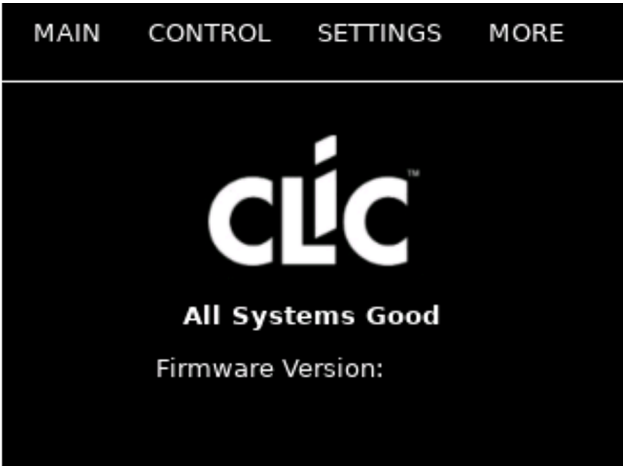 MAIN CONTROL SETTINGS MORE
CLiC™
All Systems Good
Firmware Version: